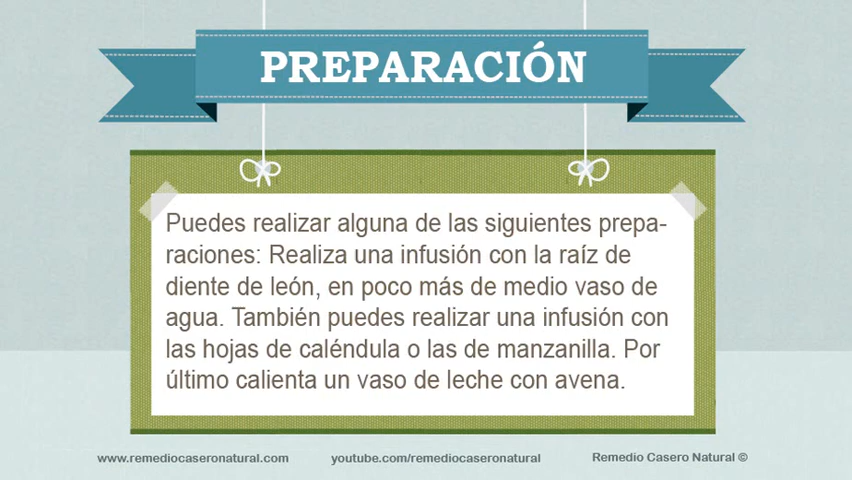 PREPARACIÓN
Puedes realizar alguna de las siguientes prepa-
raciones: Realiza una infusión con la raíz de
diente de león, en poco más de medio vaso de
agua. También puedes realizar una infusión con
las hojas de caléndula o las de manzanilla. Por
último calienta un vaso de leche con avena.
www.remediocaseronatural.com youtube.com/remediocaseronatural Remedio Casero Natural ©